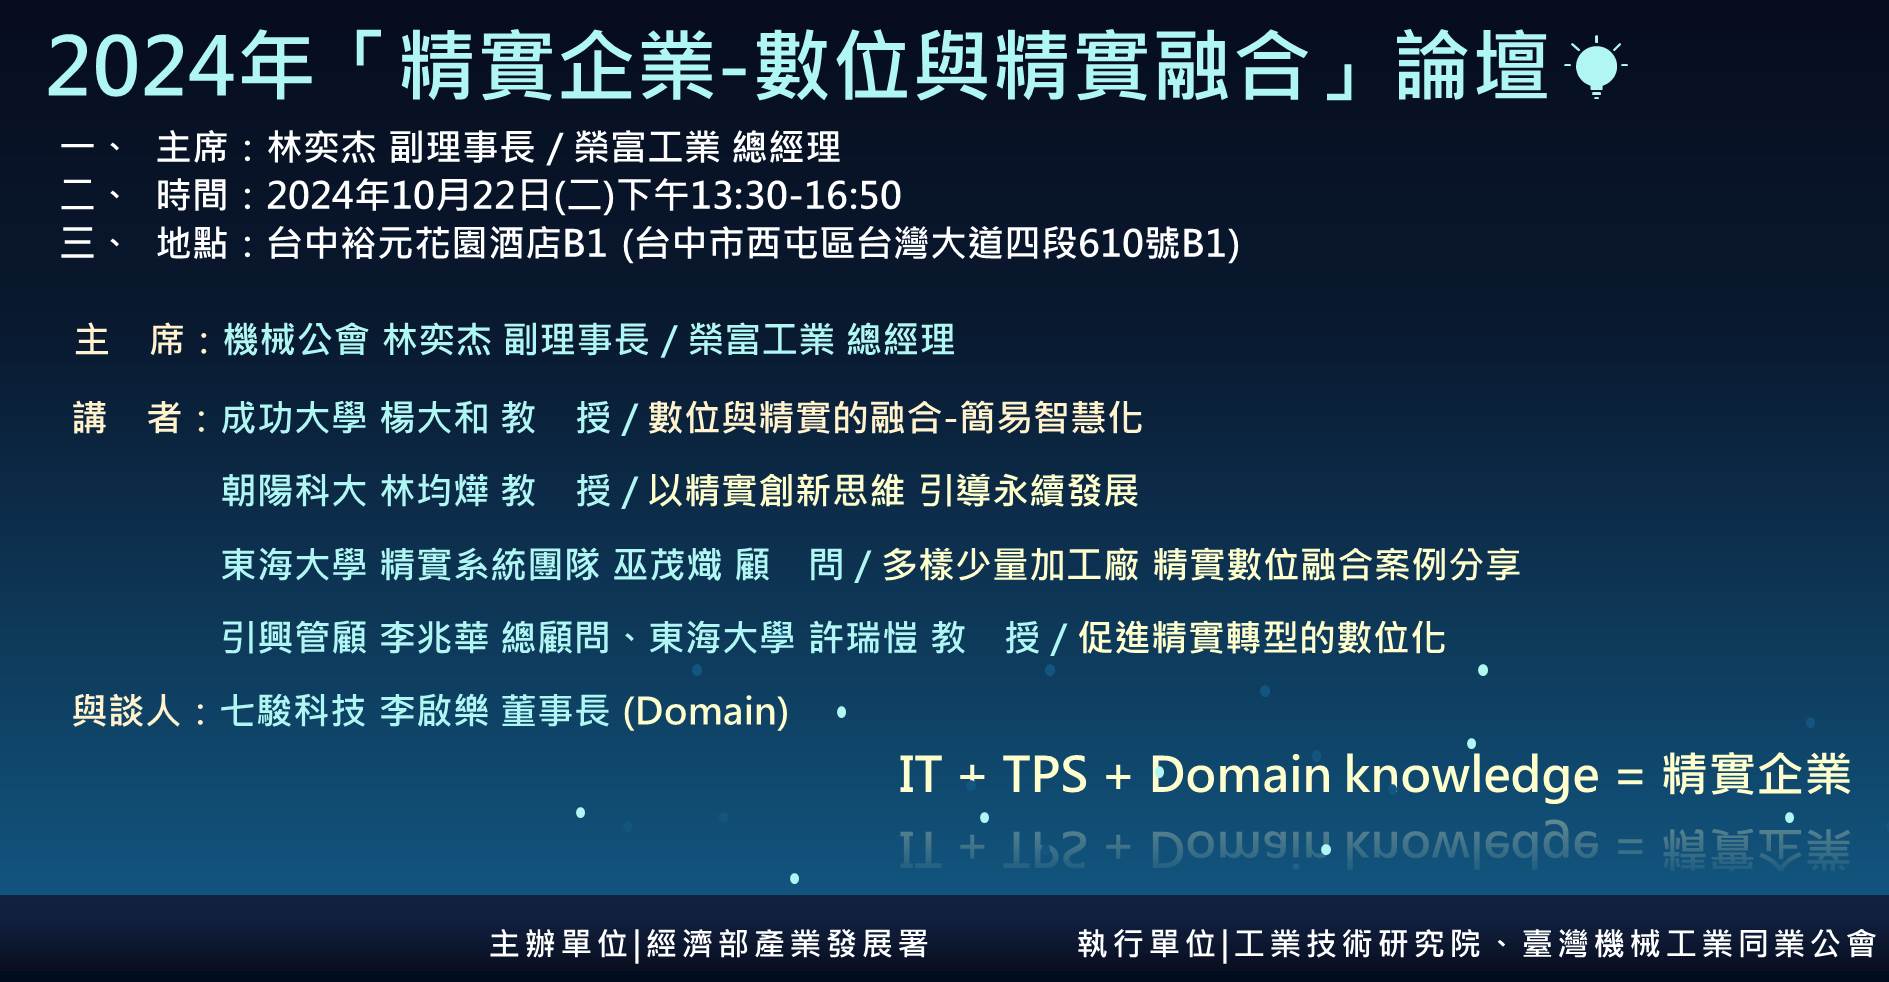 2024年「精實企業-數位與精實融合」論壇
一、 主席：林奕杰 副理事長 / 榮富工業 總經理
二、 時間：2024年10月22日(二)下午13:30-16:50
三、 地點：台中裕元花園酒店B1 (台中市西屯區台灣大道四段610號B1)
主　席：機械公會 林奕杰 副理事長 / 榮富工業 總經理
講　者：成功大學 楊大和 教　授 / 數位與精實的融合-簡易智慧化
朝陽科大 林均燁 教　授 / 以精實創新思維 引導永續發展
東海大學 精實系統團隊 巫茂熾 顧　問 / 多樣少量加工廠 精實數位融合案例分享
引興管顧 李兆華 總顧問、東海大學 許瑞愷 教　授 / 促進精實轉型的數位化
與談人：七駿科技 李啟樂 董事長 (Domain)
IT + TPS + Domain knowledge = 精實企業
主辦單位|經濟部產業發展署　執行單位|工業技術研究院、臺灣機械工業同業公會